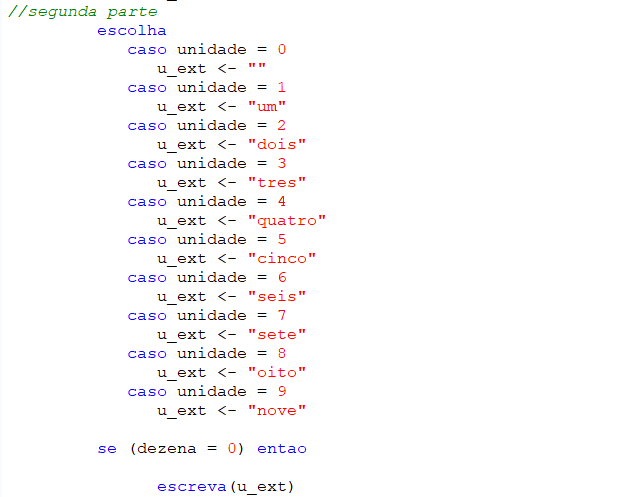 //segunda parte
escolha
caso unidade = 0
u_ext <- ""
caso unidade = 1
u_ext <- "um"
caso unidade = 2
u_ext <- "dois"
caso unidade = 3
u_ext <- "tres"
caso unidade = 4
u_ext <- "quatro"
caso unidade = 5
u_ext <- "cinco"
caso unidade = 6
u_ext <- "seis"
caso unidade = 7
u_ext <- "sete"
caso unidade = 8
u_ext <- "oito"
caso unidade = 9
u_ext <- "nove"
se (dezena = 0) entao
escreva(u_ext)